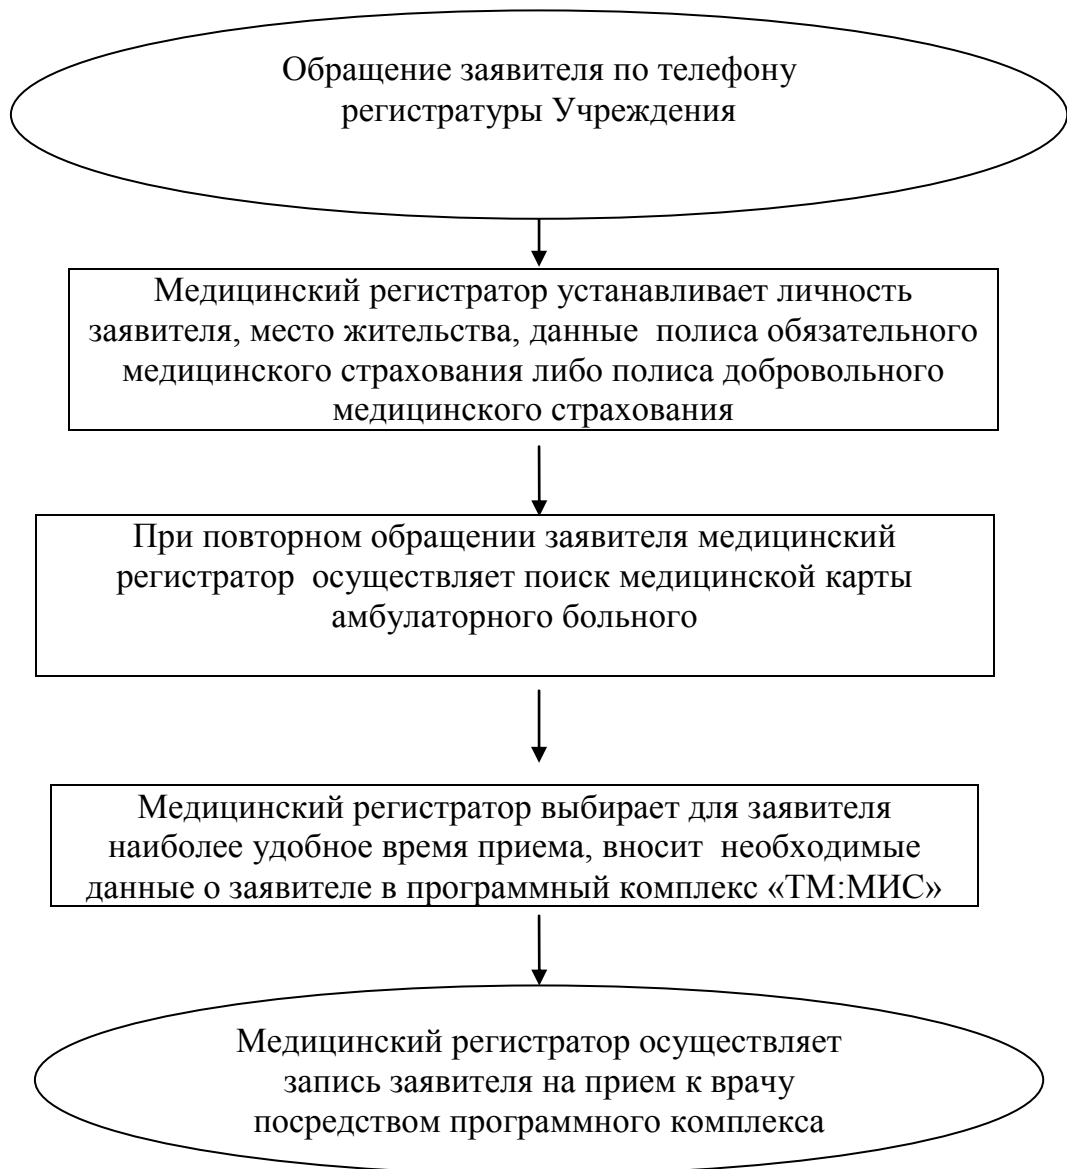 Обращение заявителя по телефону
регистратуры Учреждения
Медицинский регистратор устанавливает личность
заявителя, место жительства, данные полиса обязательного
медицинского страхования либо полиса добровольного
медицинского страхования
При повторном обращении заявителя медицинский
регистратор осуществляет поиск медицинской карты
амбулаторного больного
Медицинский регистратор выбирает для заявителя
наиболее удобное время приема, вносит необходимые
данные о заявителе в программный комплекс «ТМ:МИС»
Медицинский регистратор осуществляет
запись заявителя на прием к врачу
посредством программного комплекса